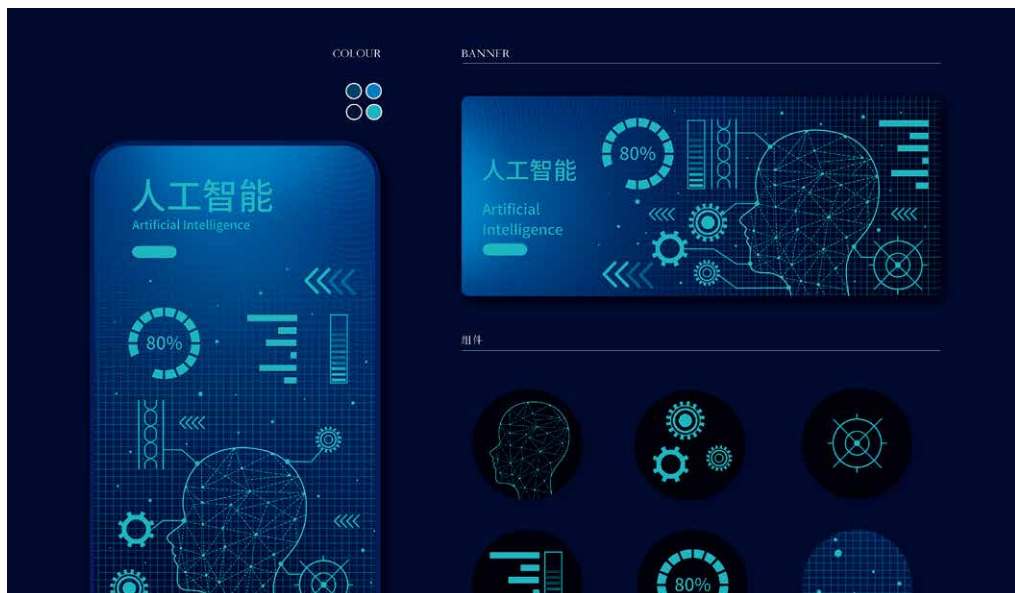 COLOUR
BANNER
人工智能
Artificial Intelligence
80%
人工智能
Artificial
Intelligence
80%
组件
80%